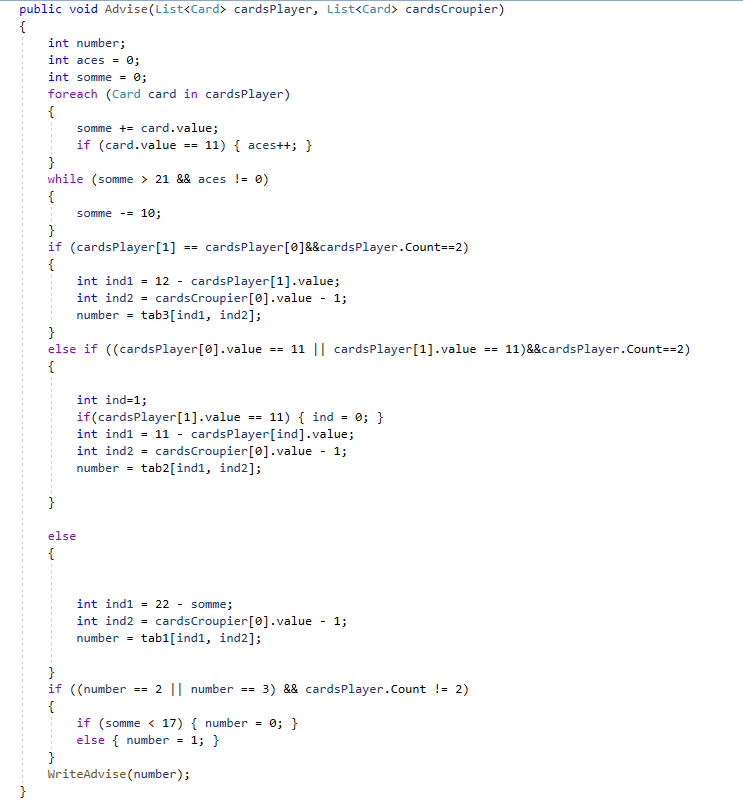 public void Advise(List<Card> cardsPlayer, List<Card> cardsCroupier)
{
int number;
int aces = 0;
int somme = 0;
foreach (Card card in cardsPlayer)
{
somme += card.value;
if (card.value == 11) { aces++; }
}
while (somme > 21 && aces != 0)
{
somme -= 10;
}
if (cardsPlayer[1] == cardsPlayer[0]&&cardsPlayer.Count==2)
{
int ind1 = 12 - cardsPlayer[1].value;
int ind2 = cardsCroupier[0].value - 1;
number = tab3[ind1, ind2];
}
else if ((cardsPlayer[0].value == 11 || cardsPlayer[1].value == 11)&&cardsPlayer.Count==2)
{
int ind=1;
if(cardsPlayer[1].value == 11) { ind = 0; }
int ind1 = 11 - cardsPlayer[ind].value;
int ind2 = cardsCroupier[0].value - 1;
number = tab2[ind1, ind2];
}
else
{
int ind1 = 22 - somme;
int ind2 = cardsCroupier[0].value - 1;
number = tab1[ind1, ind2];
}
if ((number == 2 || number == 3) && cardsPlayer.Count != 2)
{
if (somme < 17) { number = 0; }
else { number = 1; }
}
WriteAdvise(number);
}